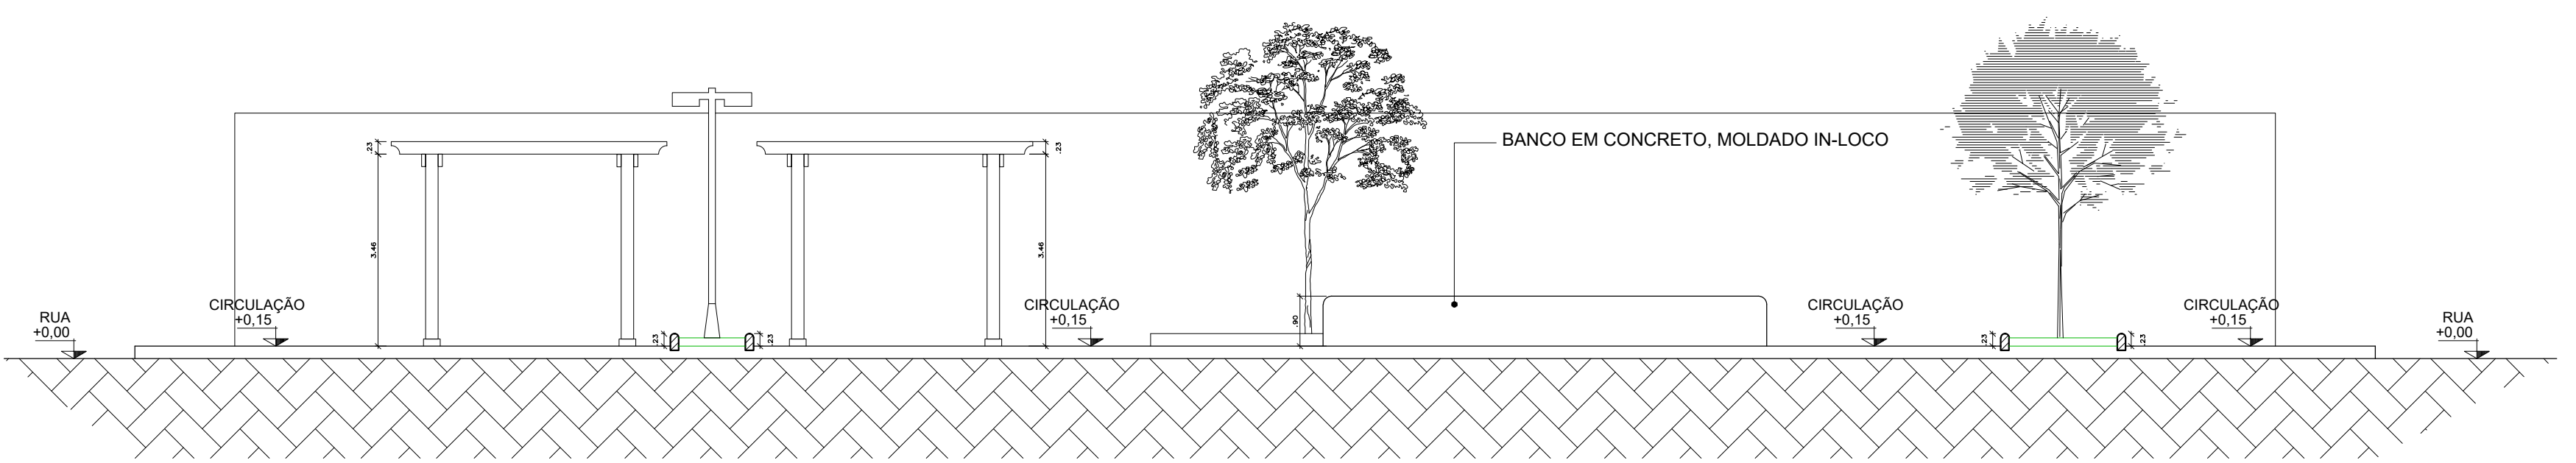 BANCO EM CONCRETO, MOLDADO IN-LOCO
.23
.23
3.46
3.46
.90
RUA
+0,00
CIRCULAÇÃO
+0,15
.23
.23
CIRCULAÇÃO
+0,15
CIRCULAÇÃO
+0,15
.23
.23
CIRCULAÇÃO
+0,15
RUA
+0,00